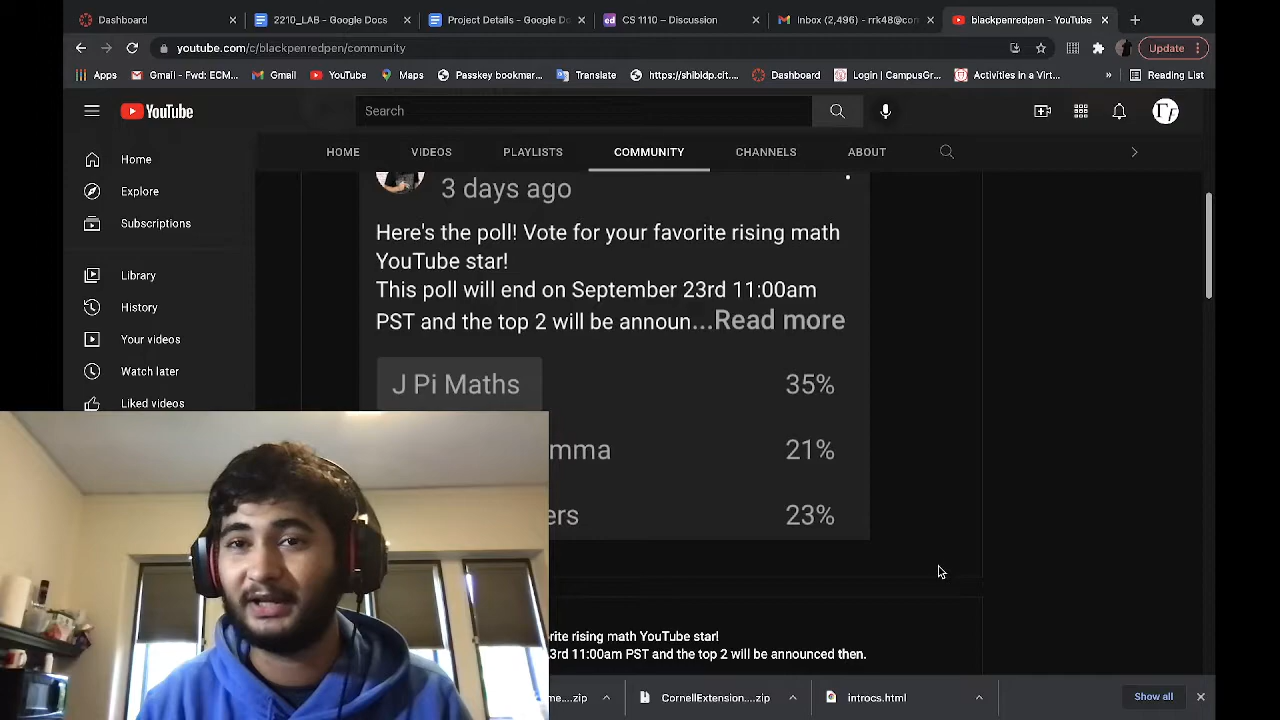 Dashboard
2210_LAB - Google Docs
Project Details - Google Do
ed CS 1110 – Discussion
Inbox (2,496) - nrk48@co
blackpenredpen - YouTube
youtube.com/c/blackpenredpen/community
Update
Apps
Gmail - Fwd: ECM...
Gmail
YouTube
Maps
Passkey bookmar...
Translate
Dashboard
Login | CampusGr...
Activities in a Vir...
Reading List
YouTube
Search
Home
Explore
Subscriptions
Library
History
Your videos
Watch later
Liked videos
HOME
VIDEOS
PLAYLISTS
COMMUNITY
CHANNELS
ABOUT
3 days ago
Here's the poll! Vote for your favorite rising math
YouTube star!
This poll will end on September 23rd 11:00am
PST and the top 2 will be announ...Read more
J Pi Maths 35%
mma 21%
ers 23%
rite rising math YouTube star!
3rd 11:00am PST and the top 2 will be announced then.
me....zip
CornellExtension....zip
introcs.html
Show all